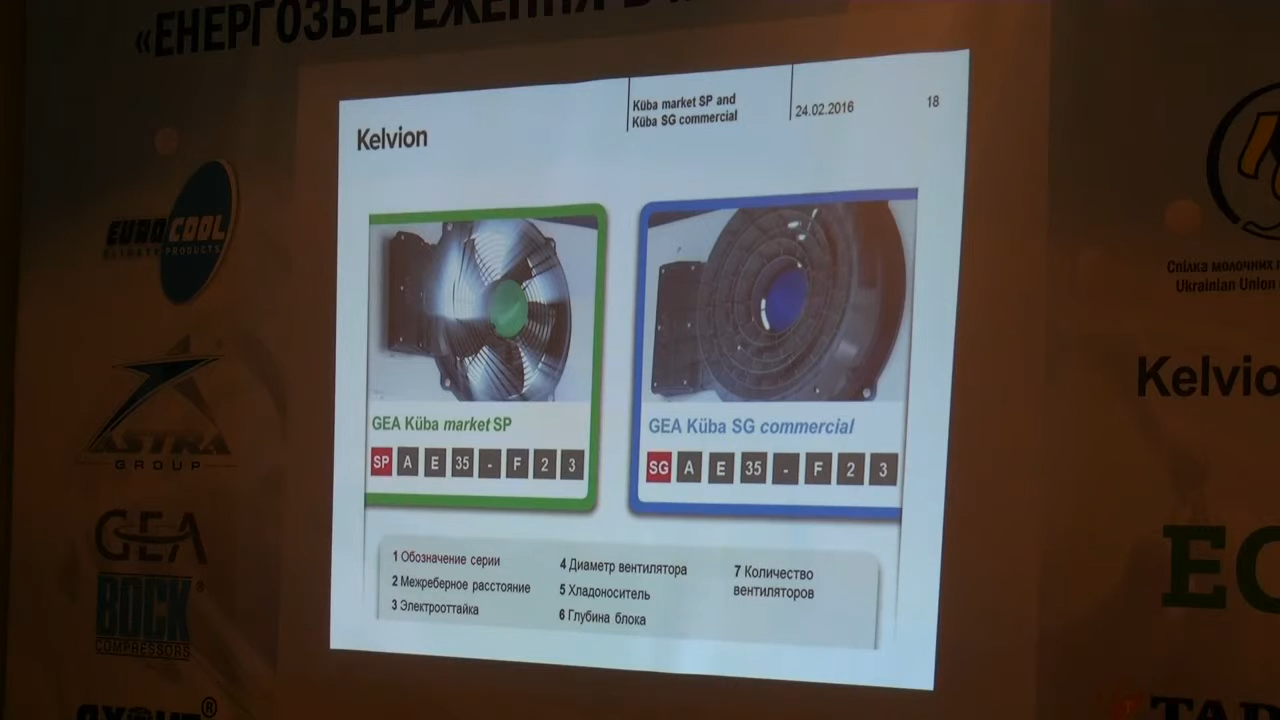 «ЕНЕРГОЗБЕРЕЖЕННЯ В
Kelvion
Küba market SP and
Küba SG commercial
24.02.2016
18
GEA Küba market SP
SP A E 35 - F 2 3
GEA Küba SG commercial
SG A E 35 - F 2 3
1 Обозначение серии
2 Межреберное расстояние
3 Электрооттайка
4 Диаметр вентилятора
5 Хладоноситель
6 Глубина блока
7 Количество
вентиляторов
EUROCOOL
CLIMATE PRODUCTS
ASTRA
GROUP
GEA
BOCK®
COMPRESSORS
®
Спілка молочних
Ukrainian Union
Kelvio